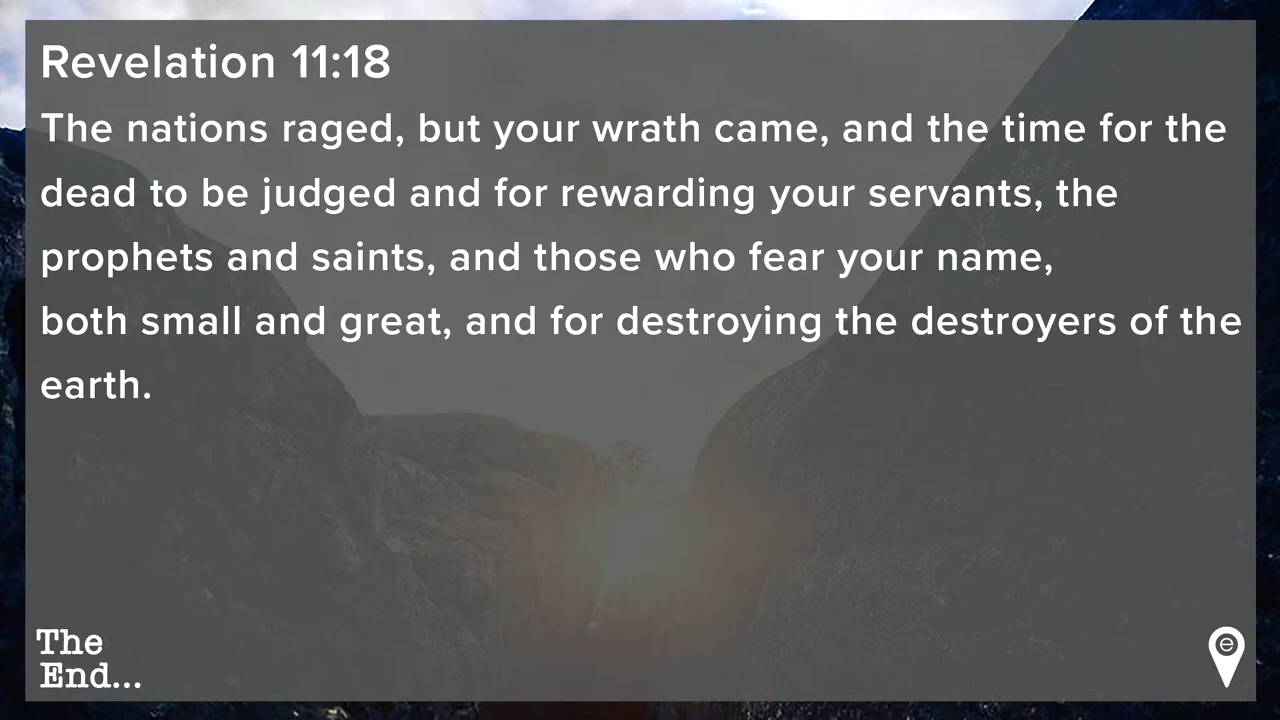 Revelation 11:18
The nations raged, but your wrath came, and the time for the
dead to be judged and for rewarding your servants, the
prophets and saints, and those who fear your name,
both small and great, and for destroying the destroyers of the
earth.
The
End...
e